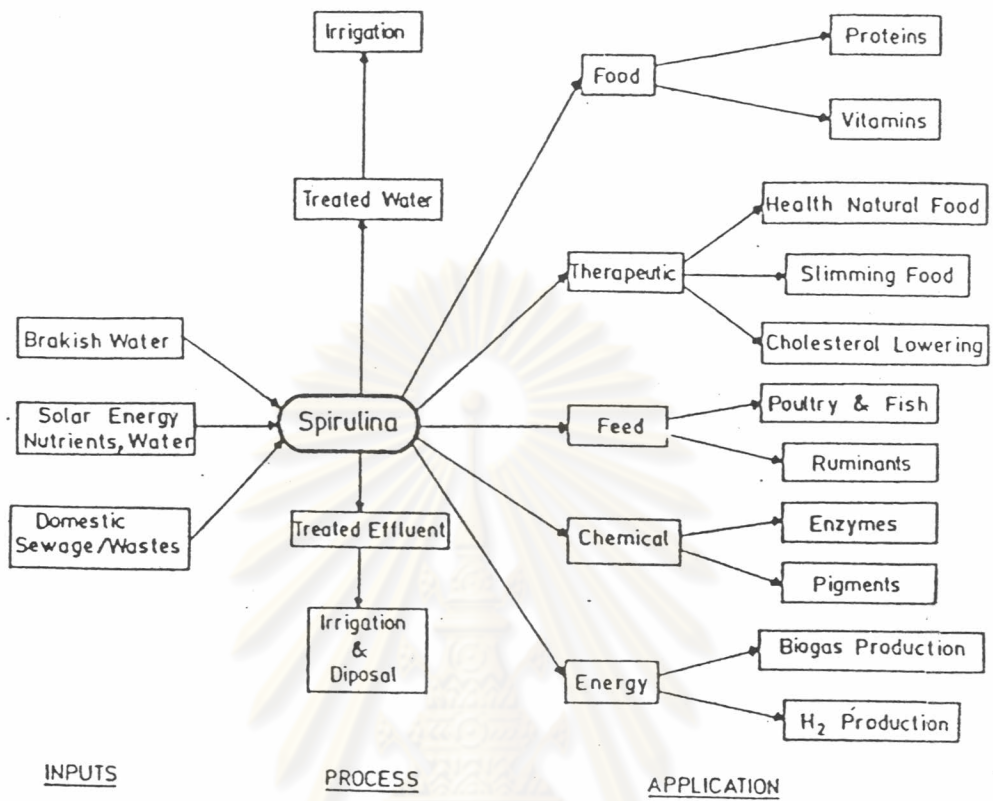 Irrigation
Proteins
Food
Vitamins
Treated Water
Health Natural Food
Therapeutic
Slimming Food
Brakish Water
Cholesterol Lowering
Solar Energy
Nutrients, Water
Spirulina
Feed
Poultry & Fish
Ruminants
Domestic
Sewage/Wastes
Treated Effluent
Chemical
Enzymes
Pigments
Irrigation
&
Diposal
Energy
Biogas Production
H₂ Production
INPUTS
PROCESS
APPLICATION